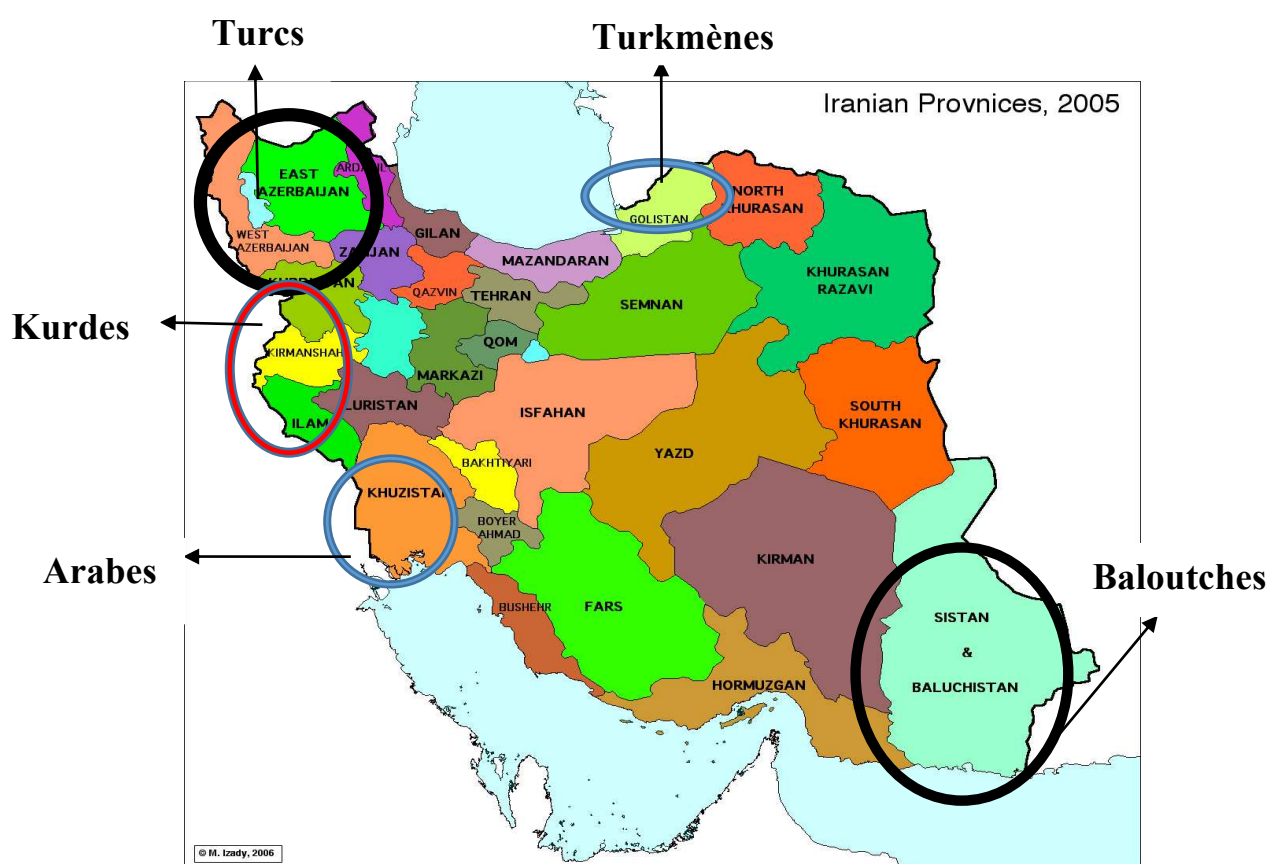 Turcs
Turkmènes
Iranian Provnices, 2005
EAST
AZERBAIJAN
ARDABIL
NORTH
KHURASAN
GOLISTAN
WEST
AZERBAIJAN
GILAN
ZANJAN
MAZANDARAN
KHURASAN
RAZAVI
KURDISTAN
QAZVIN
TEHRAN
SEMNAN
Kurdes
KIRMANSHAH
QOM
MARKAZI
LURISTAN
ISFAHAN
SOUTH
KHURASAN
ILAM
YAZD
BAKHTIYARI
KHUZISTAN
BOYER
AHMAD
KIRMAN
Arabes
Baloutches
BUSHEHR
FARS
SISTAN
&
BALUCHISTAN
HORMUZGAN
© M. Izady, 2006